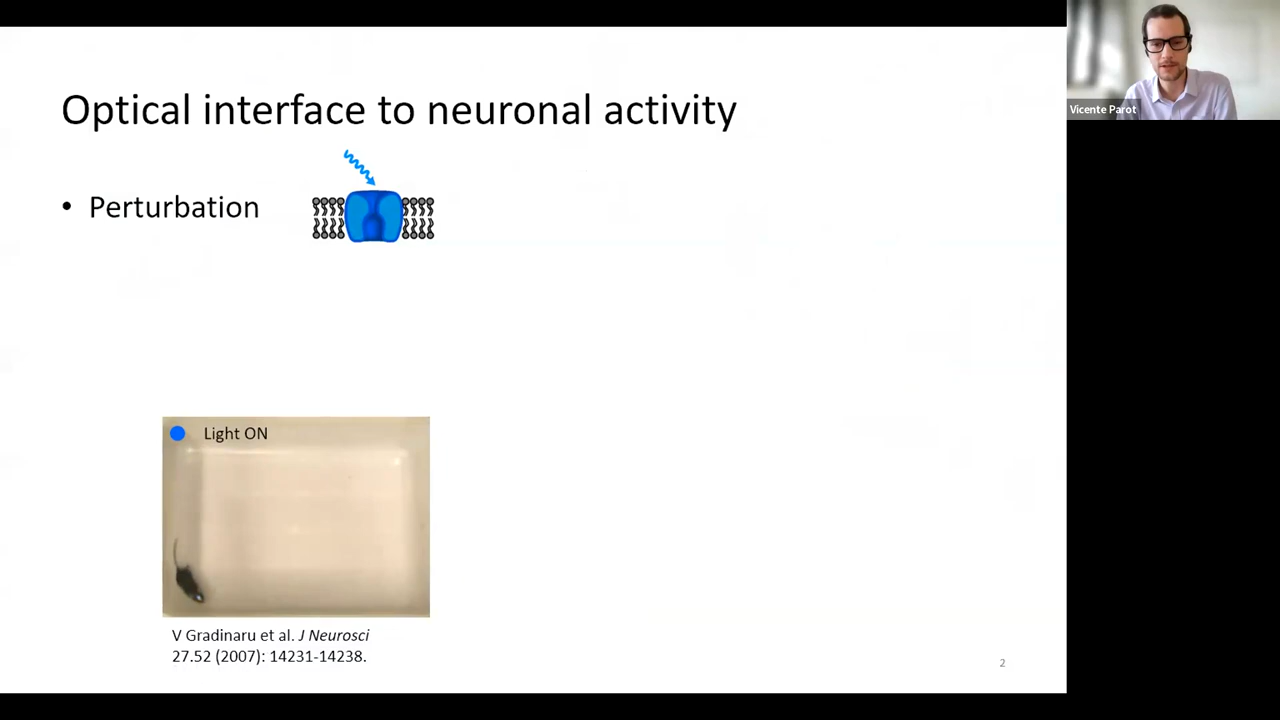 Optical interface to neuronal activity
• Perturbation
Light ON
V Gradinaru et al. J Neurosci
27.52 (2007): 14231-14238.
2
Vicente Parot